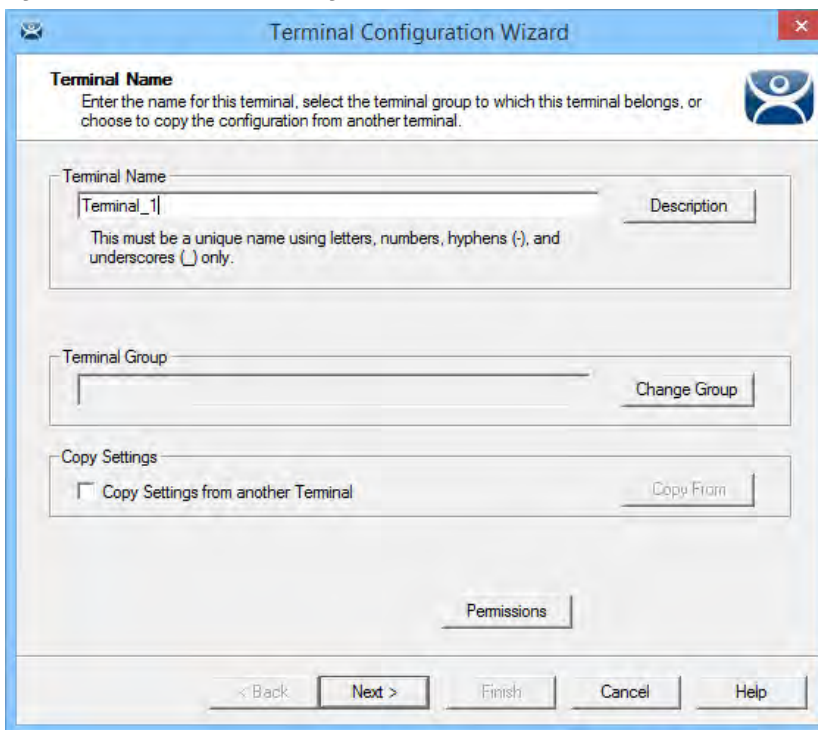 Terminal Configuration Wizard
Terminal Name
Enter the name for this terminal, select the terminal group to which this terminal belongs, or
choose to copy the configuration from another terminal.
Terminal Name
Terminal_1
Description
This must be a unique name using letters, numbers, hyphens (-), and
underscores (_) only.
Terminal Group
Change Group
Copy Settings
Copy Settings from another Terminal
Copy From
Permissions
< Back Next > Finish Cancel Help